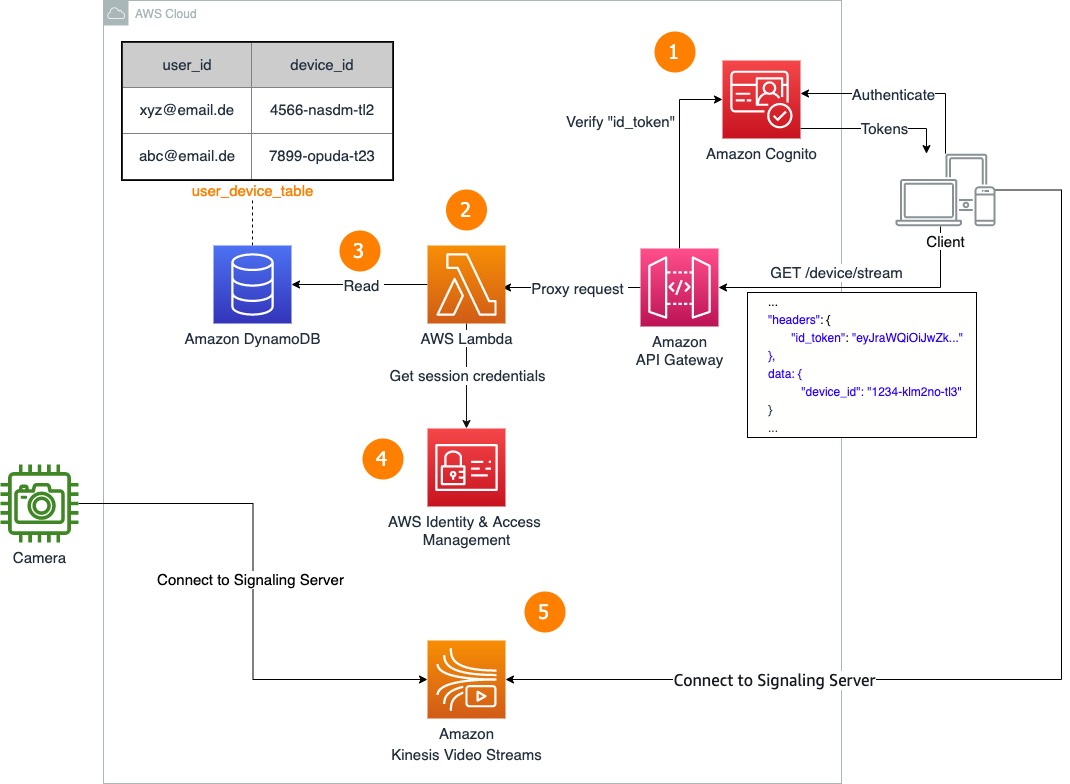 AWS Cloud
user_id
device_id
xyz@email.de
4566-nasdm-tl2
abc@email.de
7899-opuda-t23
user_device_table
1
Verify "id_token"
Amazon Cognito
Authenticate
Tokens
Client
2
3
Read
Amazon DynamoDB
AWS Lambda
Proxy request
Amazon
API Gateway
GET /device/stream
...
"headers": {
"id_token": "eyJraWQiOiJwZk..."
},
data: {
"device_id": "1234-klm2no-tl3"
}
...
Get session credentials
4
AWS Identity & Access
Management
Camera
Connect to Signaling Server
5
Amazon
Kinesis Video Streams
Connect to Signaling Server